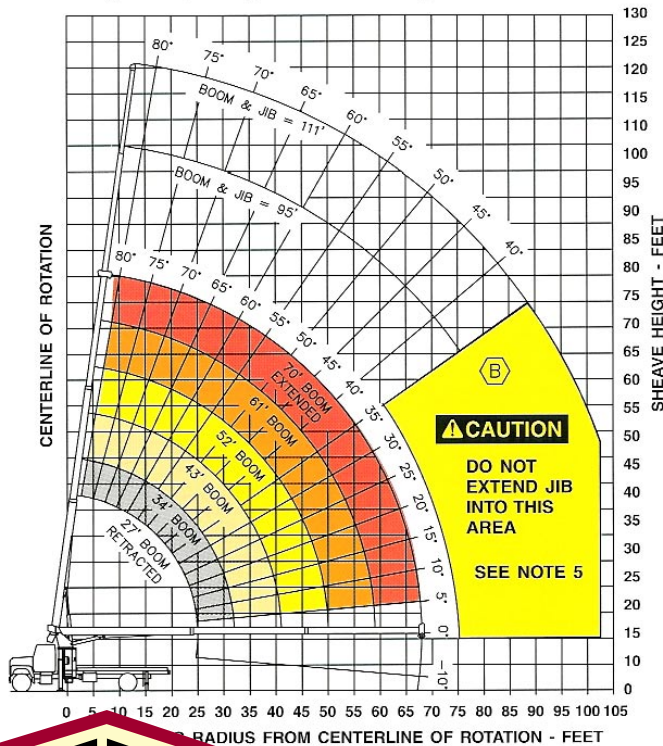 130
125
120
115
110
105
100
95
90
85
80
75
70
65
60
55
50
45
40
35
30
25
20
15
10
5
0
SHEAVE HEIGHT - FEET
CENTERLINE OF ROTATION
80°
75°
70°
65°
60°
55°
50°
45°
40°
BOOM & JIB = 111'
BOOM & JIB = 95'
80°
75°
70°
65°
60°
55°
50°
45°
40°
35°
30°
25°
20°
15°
10°
5°
0°
-10°
70' BOOM
EXTENDED
61' BOOM
52' BOOM
43' BOOM
34' BOOM
27' BOOM
RETRACTED
B
CAUTION
DO NOT
EXTEND JIB
INTO THIS
AREA
SEE NOTE 5
0 5 10 15 20 25 30 35 40 45 50 55 60 65 70 75 80 85 90 95 100 105
RADIUS FROM CENTERLINE OF ROTATION - FEET